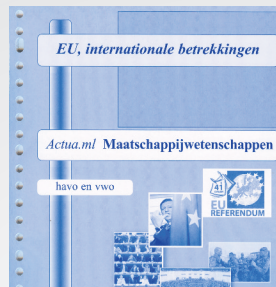 EU, internationale betrekkingen
Actua.ml Maatschappijwetenschappen
havo en vwo
41
EU
REFERENDUM